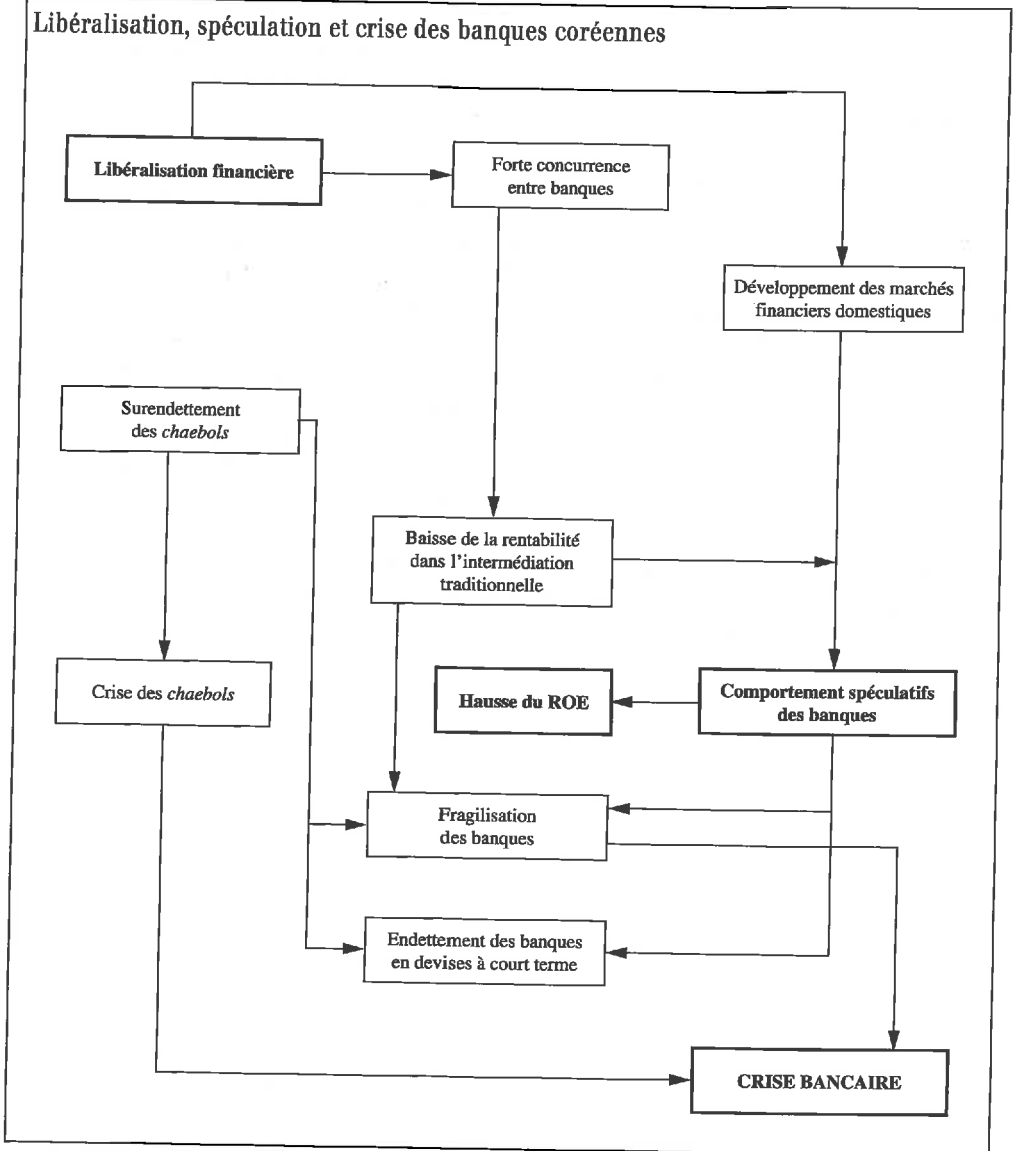 Libéralisation, spéculation et crise des banques coréennes
Libéralisation financière
Forte concurrence
entre banques
Développement des marchés
financiers domestiques
Surendettement
des chaebols
Baisse de la rentabilité
dans l'intermédiation
traditionnelle
Crise des chaebols
Hausse du ROE
Comportement spéculatifs
des banques
Fragilisation
des banques
Endettement des banques
en devises à court terme
CRISE BANCAIRE